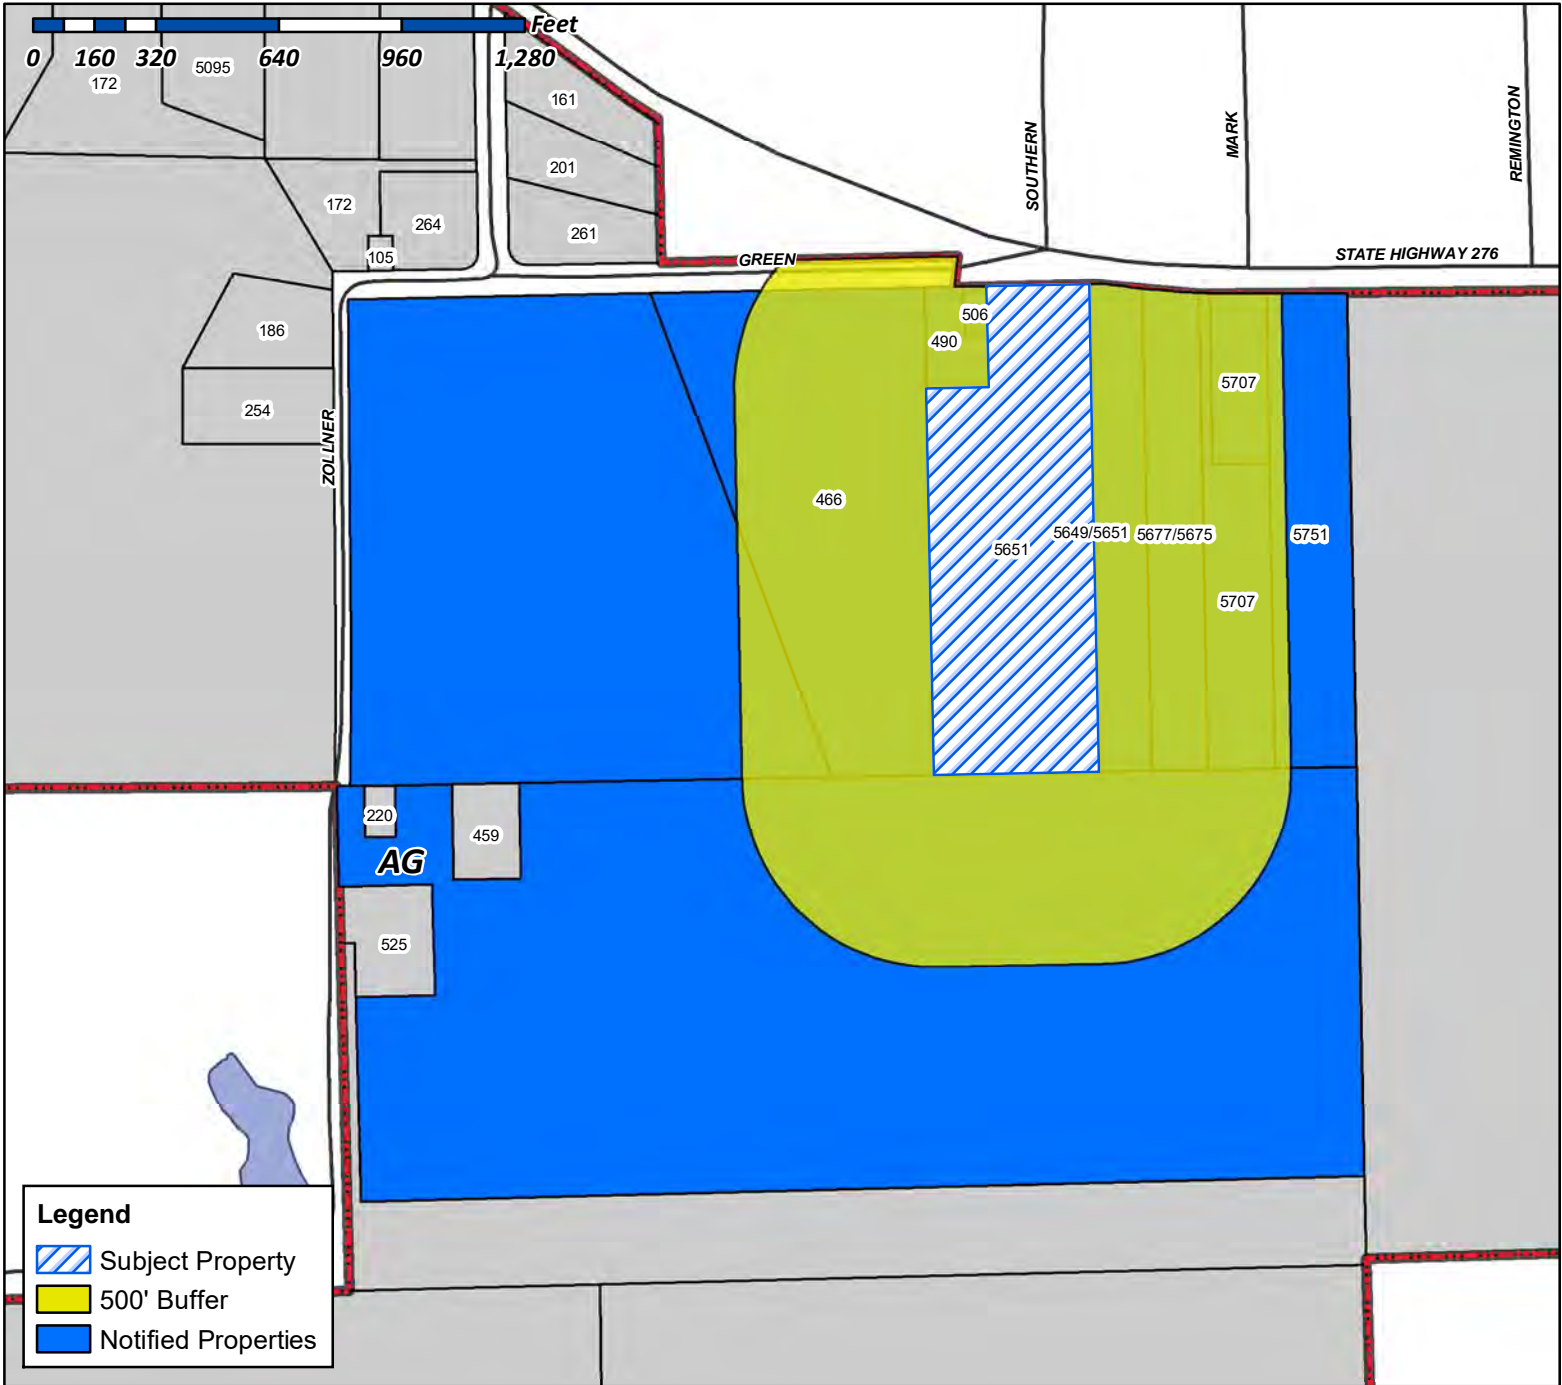 Feet
0 160 320 640 960 1,280
172
5095
161
201
261
172
264
105
186
254
ZOLLNER
GREEN
SOUTHERN
MARK
REMINGTON
STATE HIGHWAY 276
506
490
5707
466
5651
5649/5651
5677/5675
5751
5707
220
459
AG
525
Legend
Subject Property
500' Buffer
Notified Properties